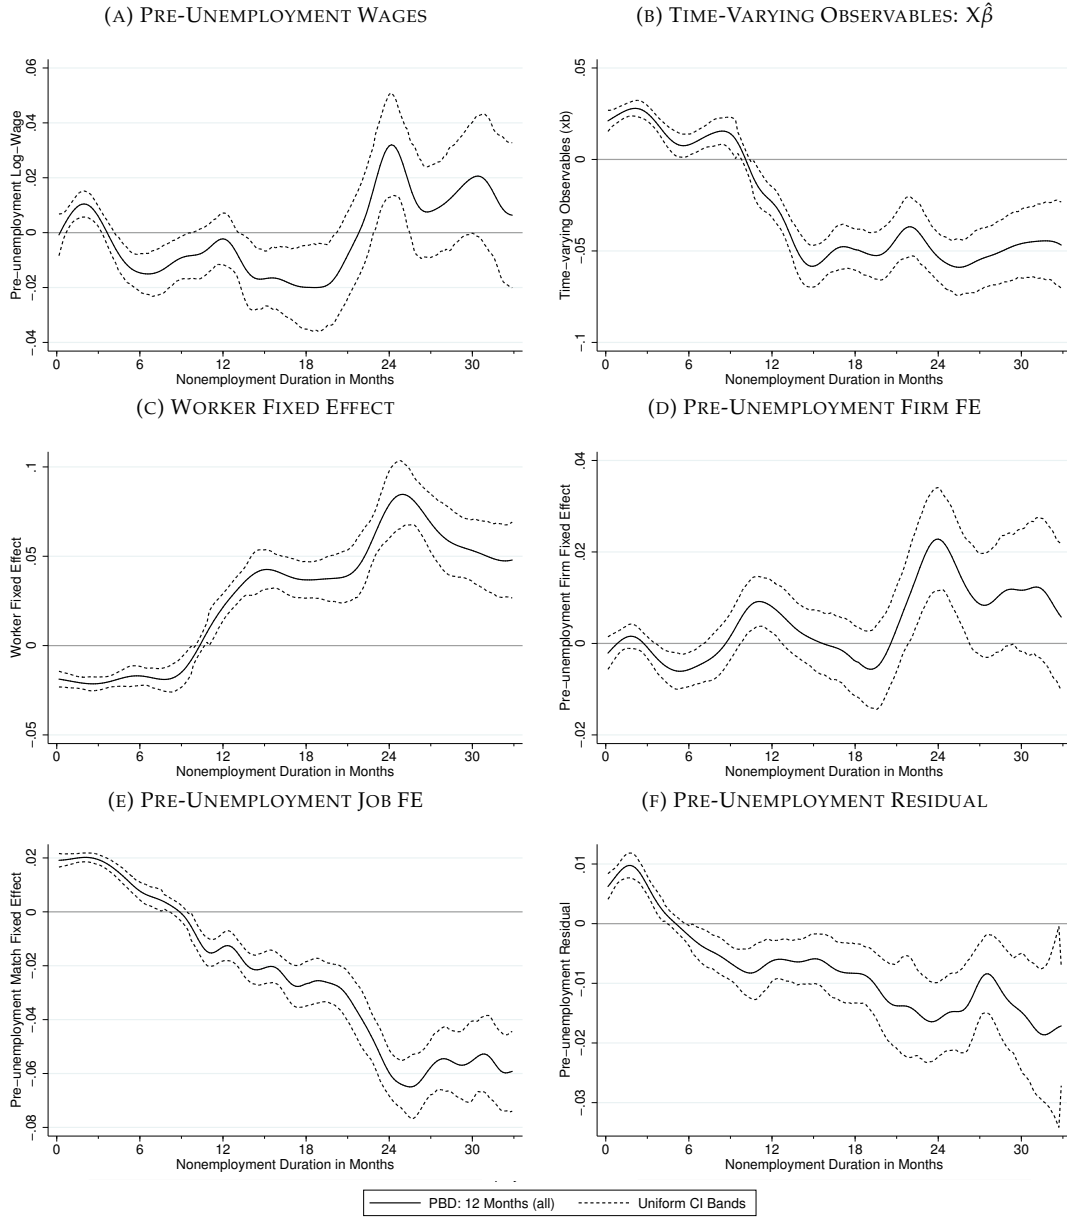 (A) PRE-UNEMPLOYMENT WAGES
Pre-unemployment Log-Wage
.06
.04
.02
0
-.02
-.04
0 6 12 18 24 30
Nonemployment Duration in Months
(B) TIME-VARYING OBSERVABLES: Xβ̂
Time-varying Observables (xb)
.05
0
-.05
-.1
0 6 12 18 24 30
Nonemployment Duration in Months
(C) WORKER FIXED EFFECT
Worker Fixed Effect
.1
.05
0
-.05
0 6 12 18 24 30
Nonemployment Duration in Months
(D) PRE-UNEMPLOYMENT FIRM FE
Pre-unemployment Firm Fixed Effect
.04
.02
0
-.02
0 6 12 18 24 30
Nonemployment Duration in Months
(E) PRE-UNEMPLOYMENT JOB FE
Pre-unemployment Match Fixed Effect
.02
0
-.02
-.04
-.06
-.08
0 6 12 18 24 30
Nonemployment Duration in Months
(F) PRE-UNEMPLOYMENT RESIDUAL
Pre-unemployment Residual
.01
0
-.01
-.02
-.03
0 6 12 18 24 30
Nonemployment Duration in Months
PBD: 12 Months (all) Uniform CI Bands